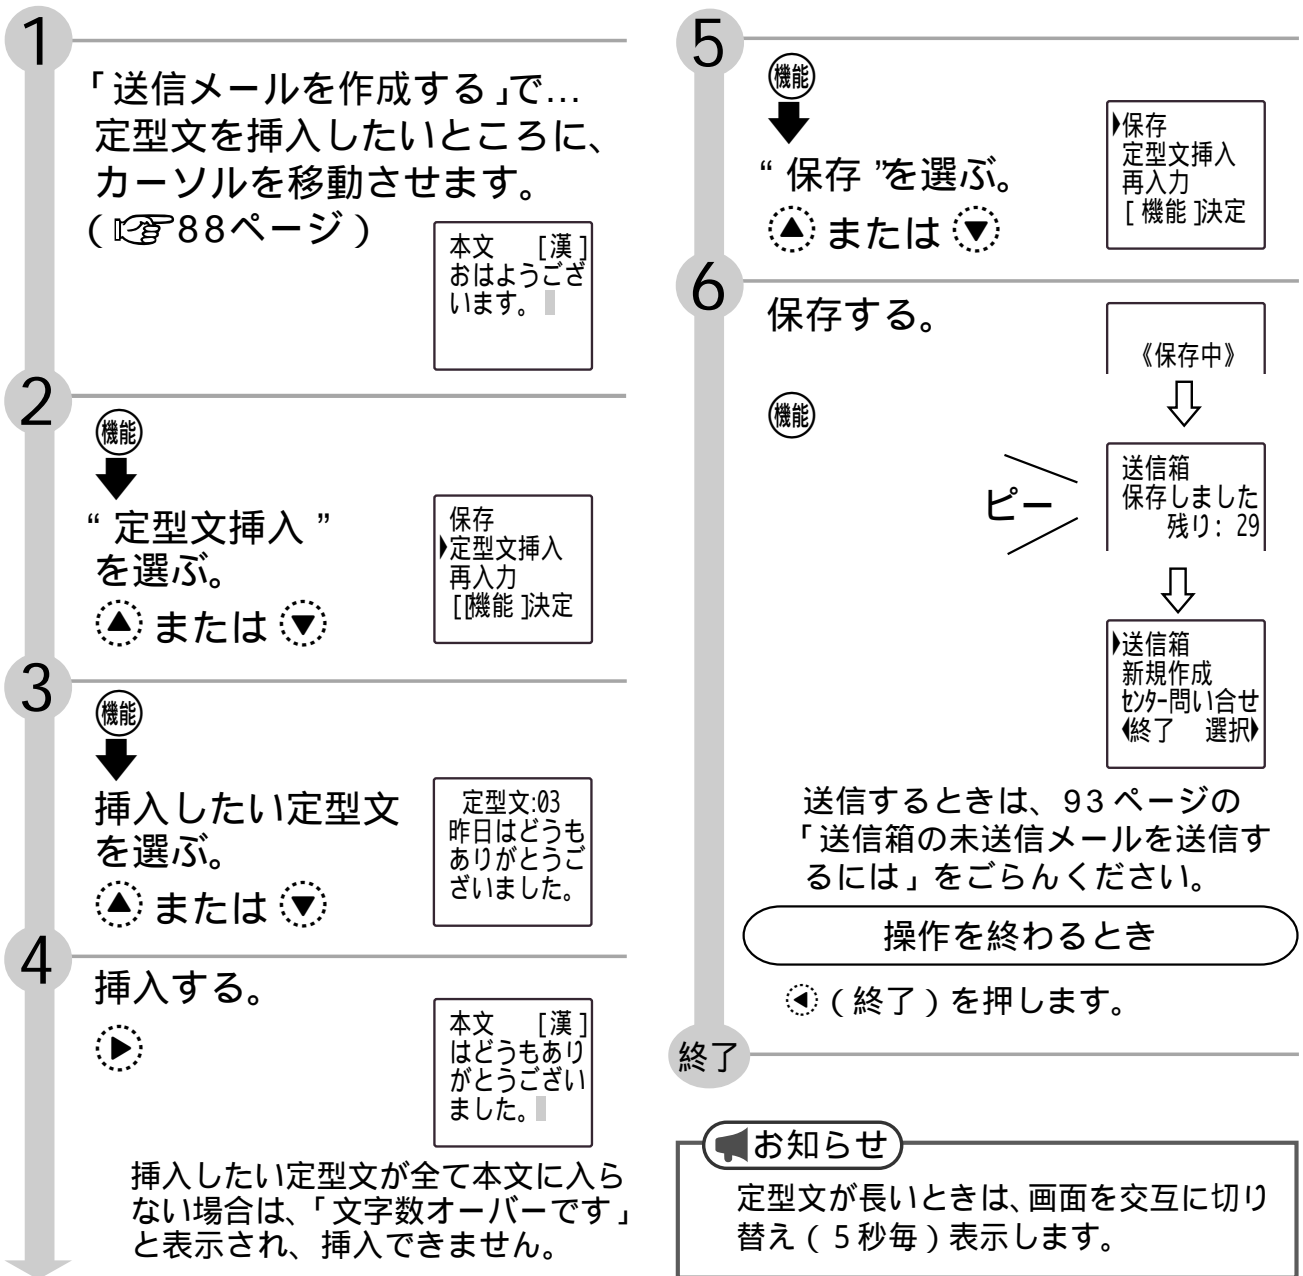 1
「送信メールを作成する」で…
定型文を挿入したいところに、
カーソルを移動させます。
(☞88ページ)
本文 [漢]
おはようござ
います。
2
機能
“定型文挿入”
を選ぶ。
▲ または ▼
保存
定型文挿入
再入力
[[機能]決定
3
機能
挿入したい定型文
を選ぶ。
▲ または ▼
定型文:03
昨日はどうも
ありがとうご
ざいました。
4
挿入する。
▶
本文 [漢]
はどうもあり
がとうござい
ました。
挿入したい定型文が全て本文に入ら
ない場合は、「文字数オーバーです」
と表示され、挿入できません。
5
機能
“保存”を選ぶ。
▲ または ▼
保存
定型文挿入
再入力
[機能]決定
6
保存する。
機能
《保存中》
ピー
送信箱
保存しました
残り: 29
送信箱
新規作成
ｾﾝﾀｰ問い合せ
終了 選択
送信するときは、93ページの
「送信箱の未送信メールを送信す
るには」をごらんください。
操作を終わるとき
◀(終了)を押します。
終了
お知らせ
定型文が長いときは、画面を交互に切り
替え(5秒毎)表示します。